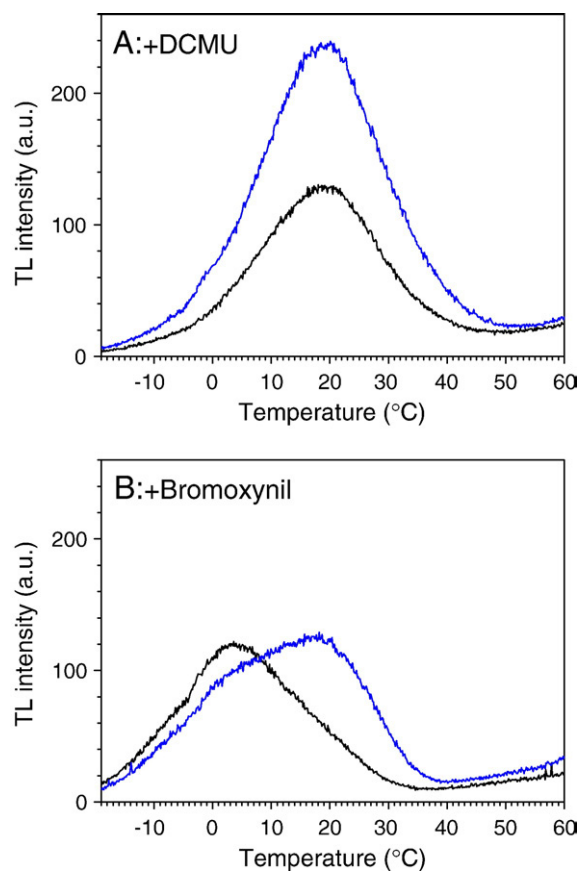 A:+DCMU
TL intensity (a.u.)
200
100
0
-10 0 10 20 30 40 50 60
Temperature (°C)
B:+Bromoxynil
TL intensity (a.u.)
200
100
0
-10 0 10 20 30 40 50 60
Temperature (°C)